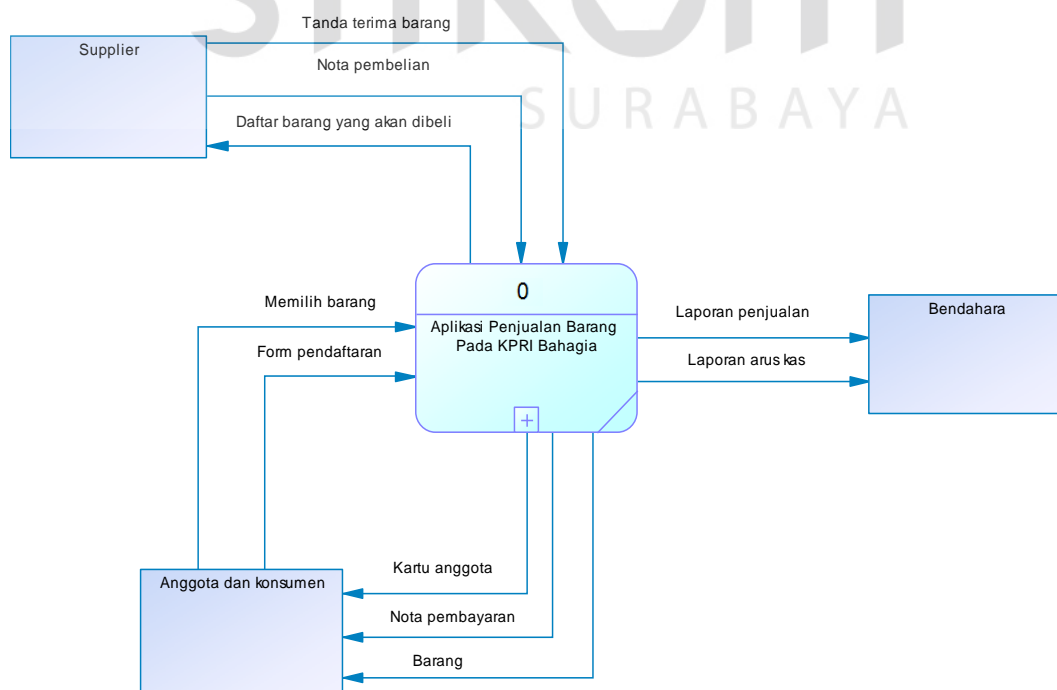 Tanda terima barang
Supplier
Nota pembelian
SURABAYA
Daftar barang yang akan dibeli
0
Memilih barang
Aplikasi Penjualan Barang
Pada KPRI Bahagia
Form pendaftaran
Laporan penjualan
Bendahara
Laporan arus kas
Kartu anggota
Anggota dan konsumen
Nota pembayaran
Barang